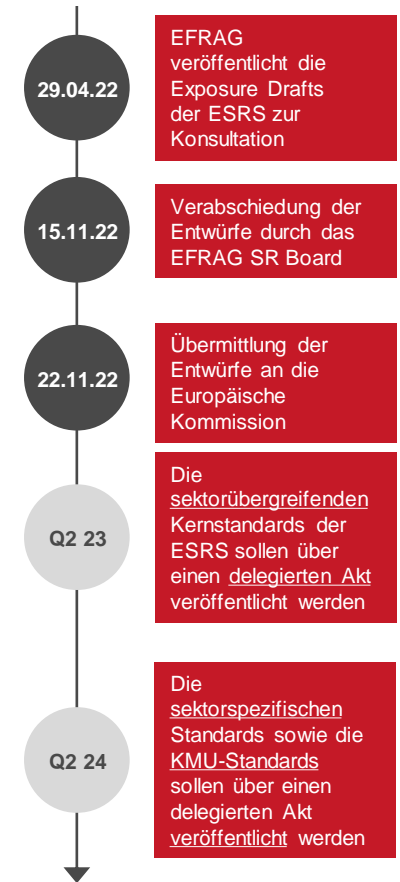 29.04.22
EFRAG
veröffentlicht die
Exposure Drafts
der ESRS zur
Konsultation
15.11.22
Verabschiedung der
Entwürfe durch das
EFRAG SR Board
22.11.22
Übermittlung der
Entwürfe an die
Europäische
Kommission
Q2 23
Die
sektorübergreifenden
Kernstandards der
ESRS sollen über
einen delegierten Akt
veröffentlicht werden
Q2 24
Die
sektorspezifischen
Standards sowie die
KMU-Standards
sollen über einen
delegierten Akt
veröffentlicht werden